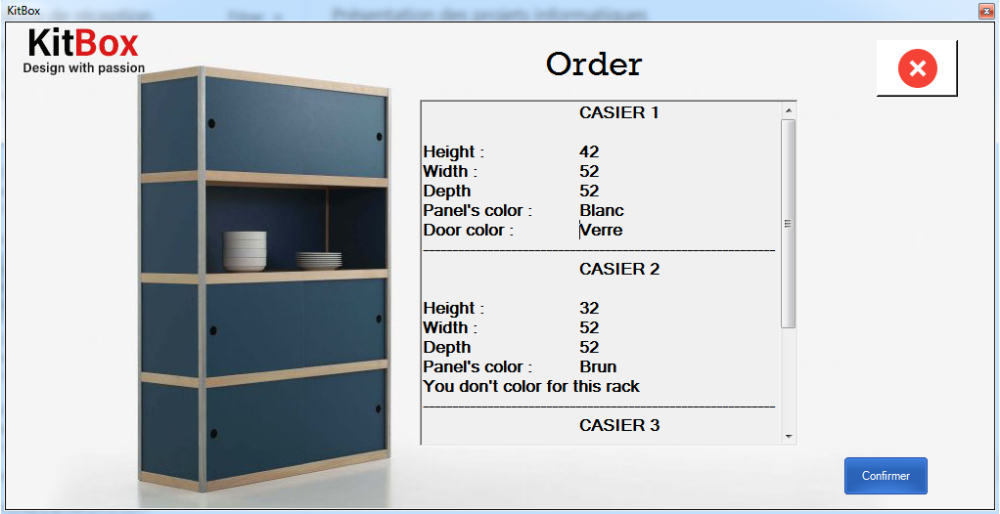 KitBox
KitBox
Design with passion
Order
CASIER 1
Height : 42
Width : 52
Depth 52
Panel's color : Blanc
Door color : Verre
CASIER 2
Height : 32
Width : 52
Depth 52
Panel's color : Brun
You don't color for this rack
CASIER 3
Confirmer